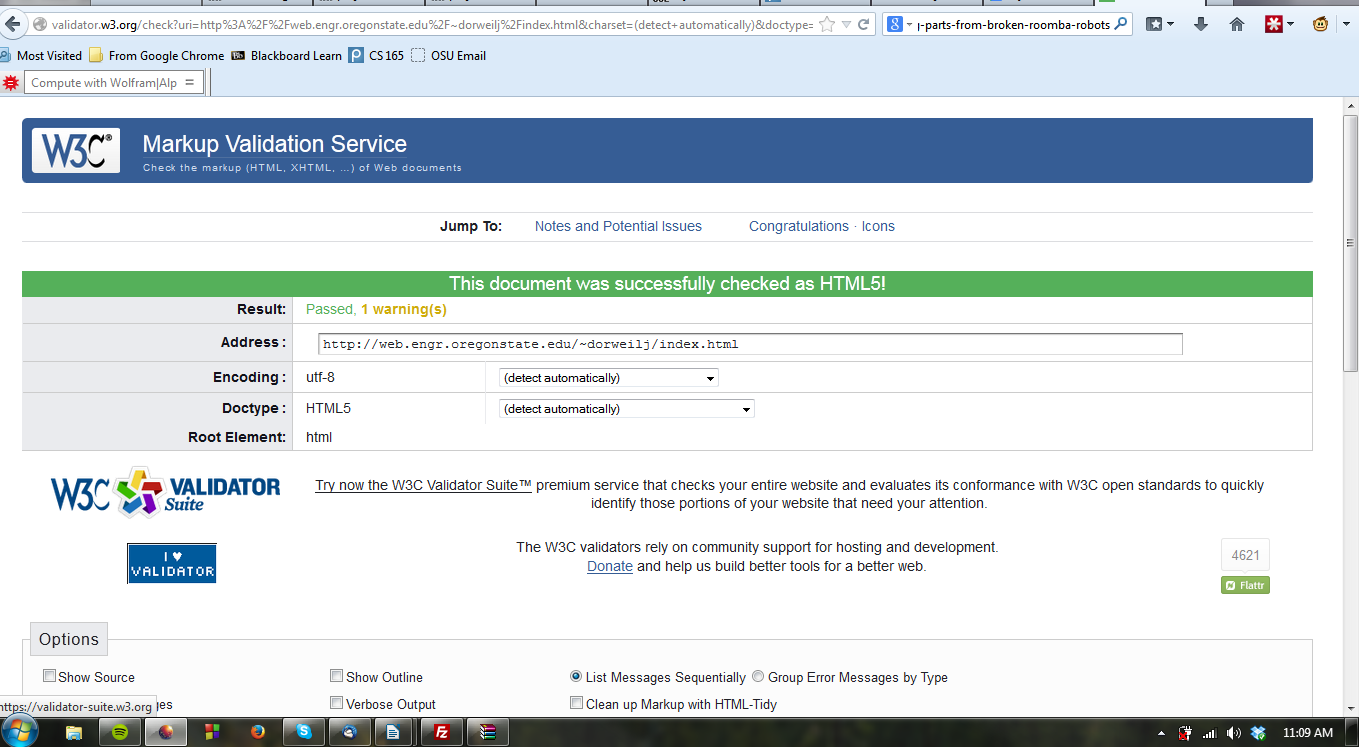 validator.w3.org/check?uri=http%3A%2F%2Fweb.engr.oregonstate.edu%2F~dorweilj%2Findex.html&charset=(detect+automatically)&doctype=
-parts-from-broken-roomba-robots
Most Visited From Google Chrome Bb Blackboard Learn CS 165 OSU Email
Compute with Wolfram|Alp =
W3C® Markup Validation Service
Check the markup (HTML, XHTML, …) of Web documents
Jump To: Notes and Potential Issues Congratulations · Icons
This document was successfully checked as HTML5!
Result: Passed, 1 warning(s)
Address : http://web.engr.oregonstate.edu/~dorweilj/index.html
Encoding : utf-8 (detect automatically)
Doctype : HTML5 (detect automatically)
Root Element: html
W3C VALIDATOR Suite
Try now the W3C Validator Suite™ premium service that checks your entire website and evaluates its conformance with W3C open standards to quickly
identify those portions of your website that need your attention.
I ♥
VALIDATOR
The W3C validators rely on community support for hosting and development.
Donate and help us build better tools for a better web.
4621
Flattr
Options
Show Source Show Outline List Messages Sequentially Group Error Messages by Type
https://validator-suite.w3.org ges Verbose Output Clean up Markup with HTML-Tidy
11:09 AM